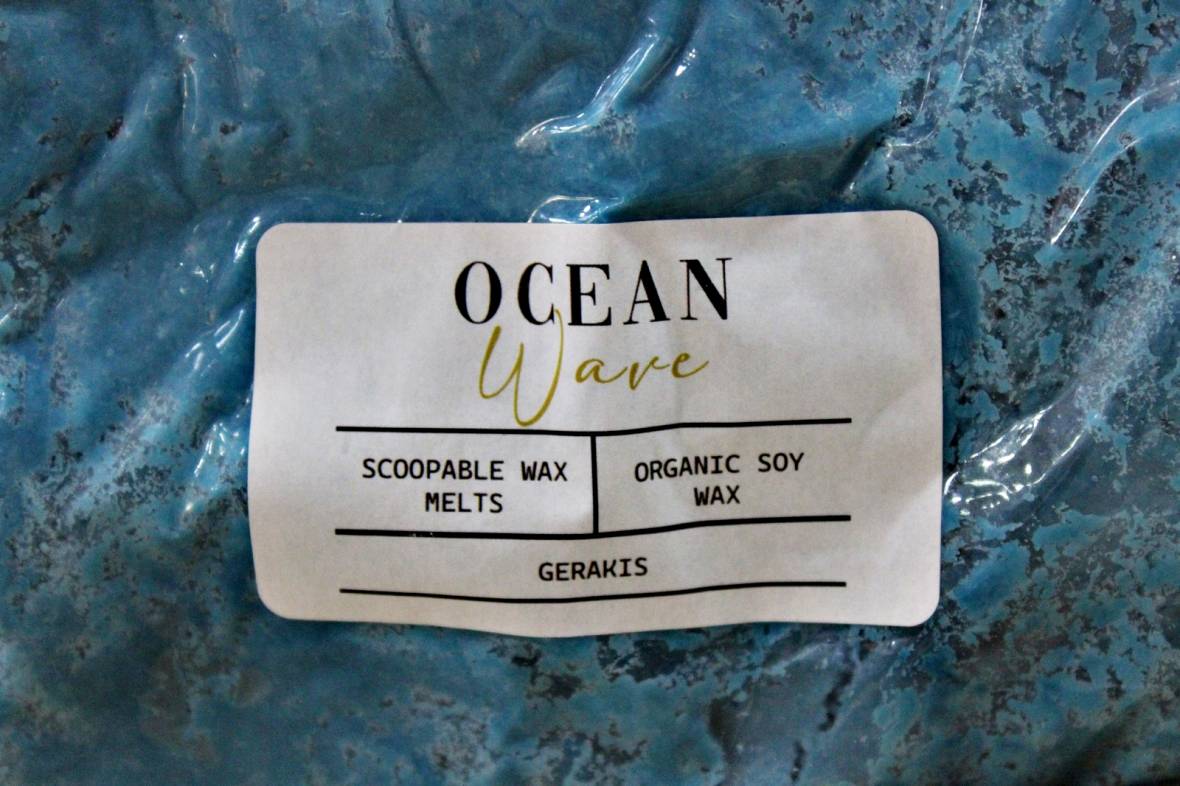 OCEAN
Wave
SCOOPABLE WAX
MELTS
ORGANIC SOY
WAX
GERAKIS